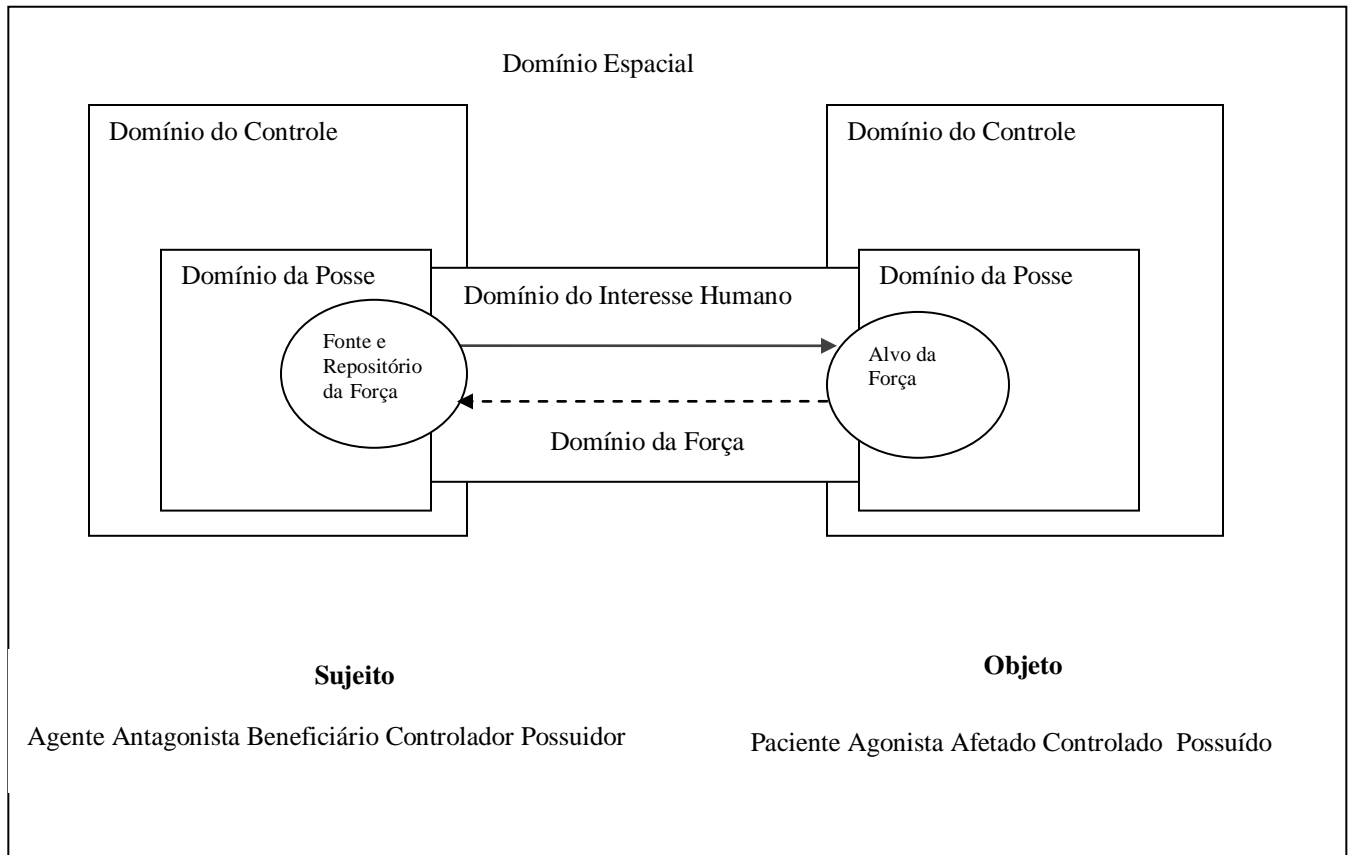 Domínio Espacial
Domínio do Controle
Domínio do Controle
Domínio da Posse
Domínio da Posse
Domínio do Interesse Humano
Fonte e
Repositório
da Força
Alvo da
Força
Domínio da Força
Sujeito
Objeto
Agente Antagonista Beneficiário Controlador Possuidor
Paciente Agonista Afetado Controlado Possuído